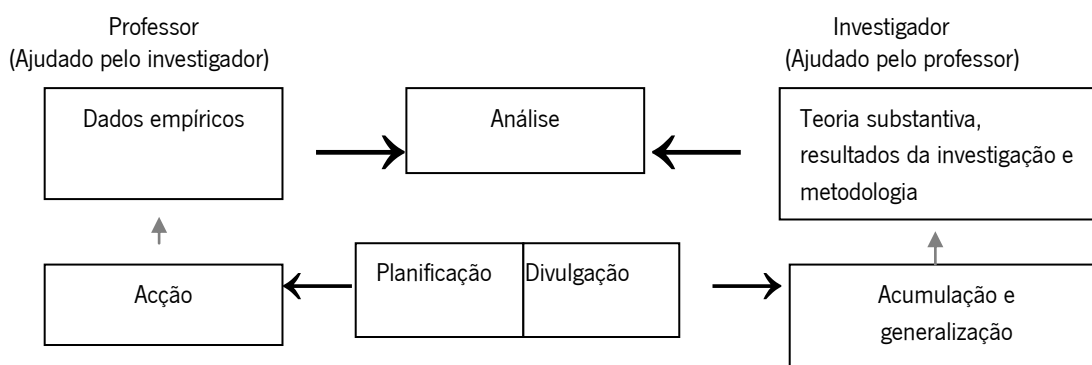 Professor
(Ajudado pelo investigador)
Investigador
(Ajudado pelo professor)
Dados empíricos
Análise
Teoria substantiva,
resultados da investigação e
metodologia
Acção
Planificação
Divulgação
Acumulação e
generalização